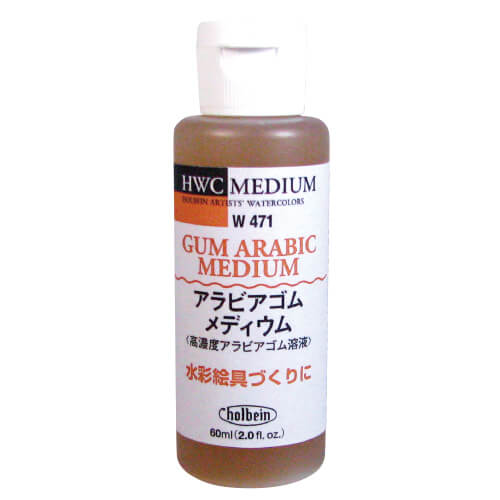 HWC MEDIUM
HOLBEIN ARTISTS' WATERCOLORS
W 471
GUM ARABIC
MEDIUM
アラビアゴム
メディウム
〈高濃度アラビアゴム溶液〉
水彩絵具づくりに
holbein
60ml (2.0 fl. oz.)